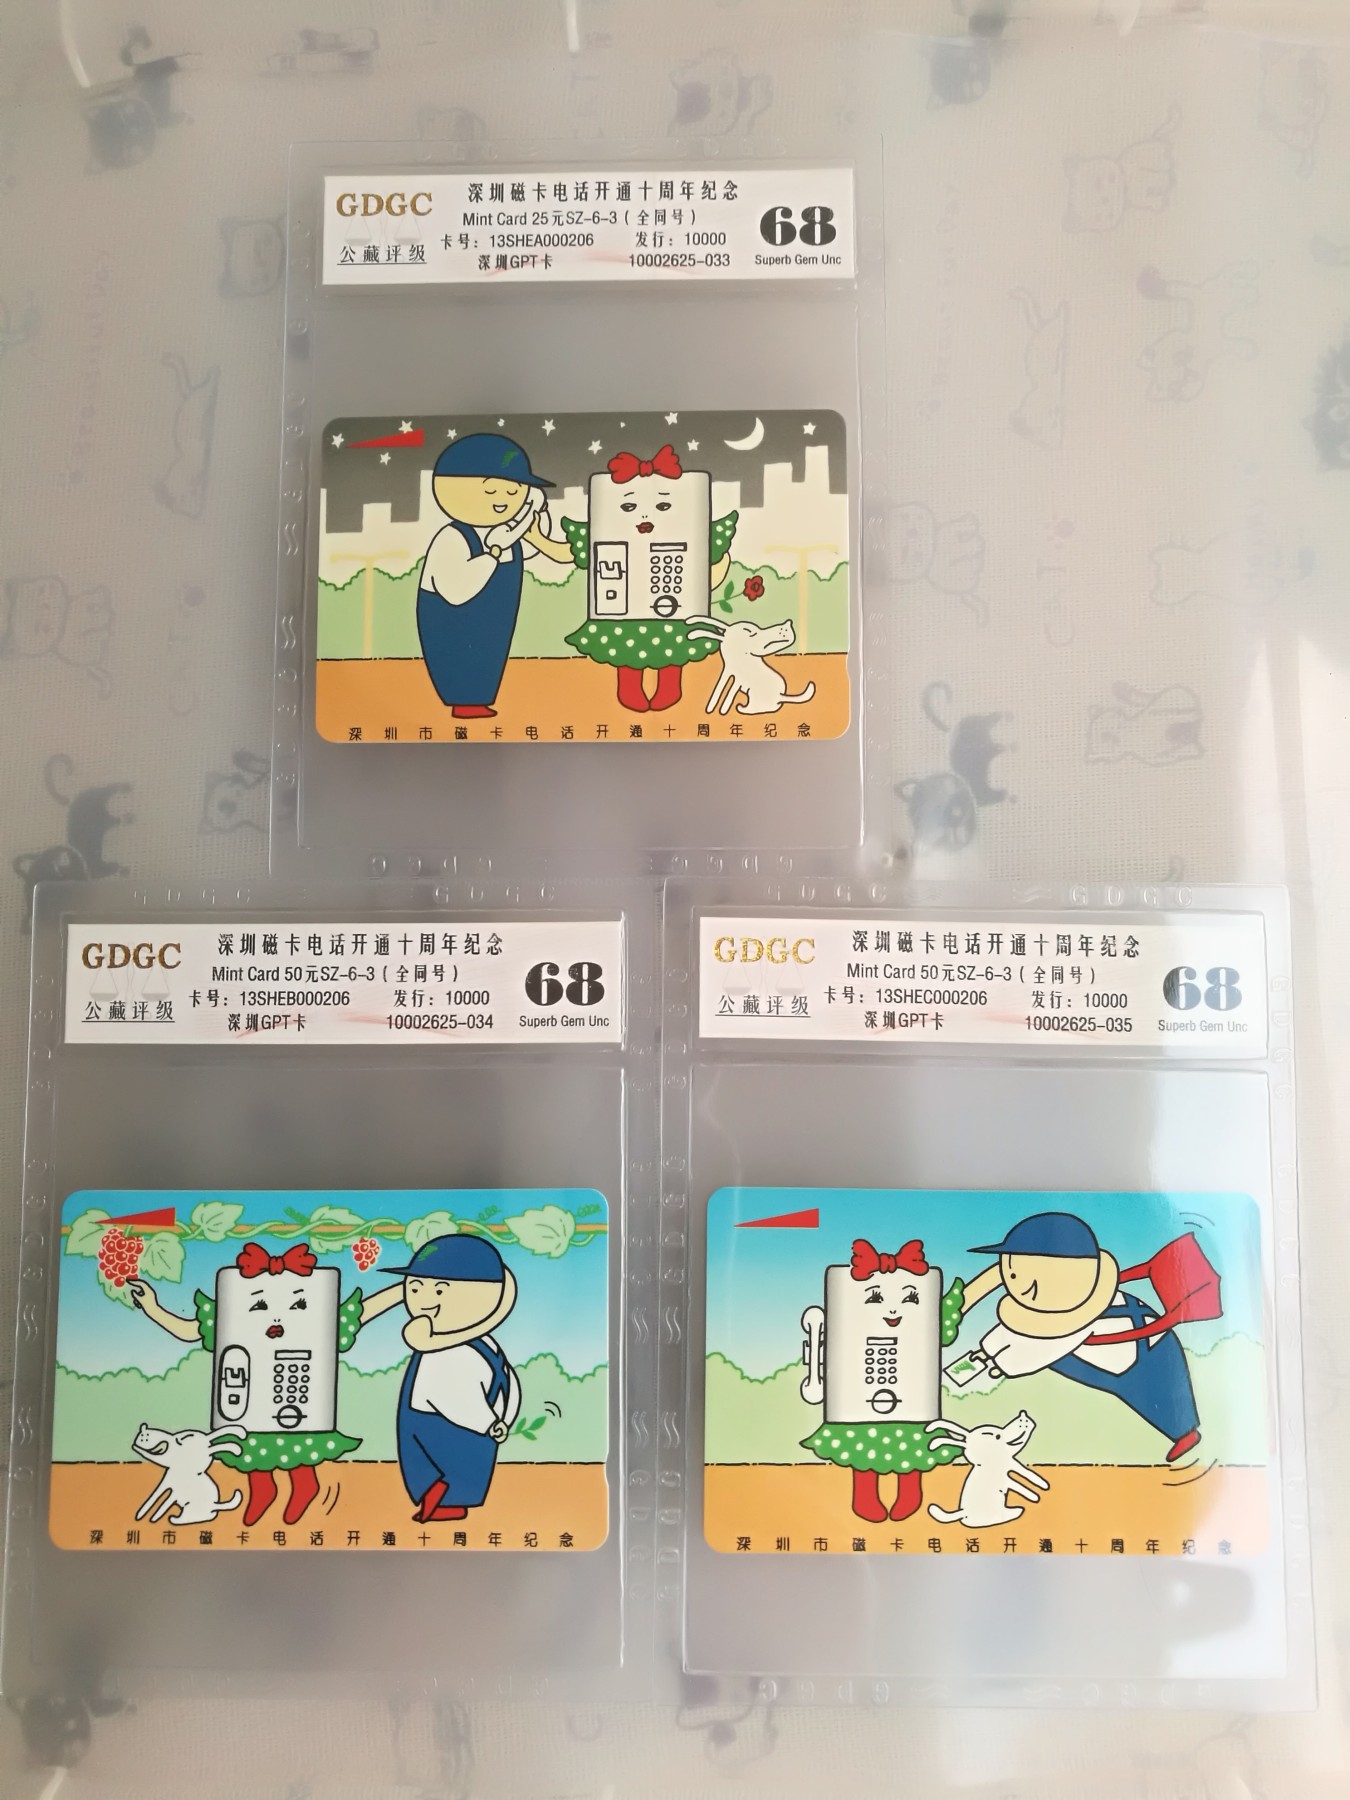 GDGC
公藏评级
深圳磁卡电话开通十周年纪念
Mint Card 25元SZ-6-3(全同号)
卡号:13SHEA000206 发行:10000
深圳GPT卡 10002625-033
68
Superb Gem Unc
深圳市磁卡电话开通十周年纪念
GDGC
公藏评级
深圳磁卡电话开通十周年纪念
Mint Card 50元SZ-6-3(全同号)
卡号:13SHEB000206 发行:10000
深圳GPT卡 10002625-034
68
Superb Gem Unc
深圳市磁卡电话开通十周年纪念
GDGC
公藏评级
深圳磁卡电话开通十周年纪念
Mint Card 50元SZ-6-3(全同号)
卡号:13SHEC000206 发行:10000
深圳GPT卡 10002625-035
68
Superb Gem Unc
深圳市磁卡电话开通十周年纪念